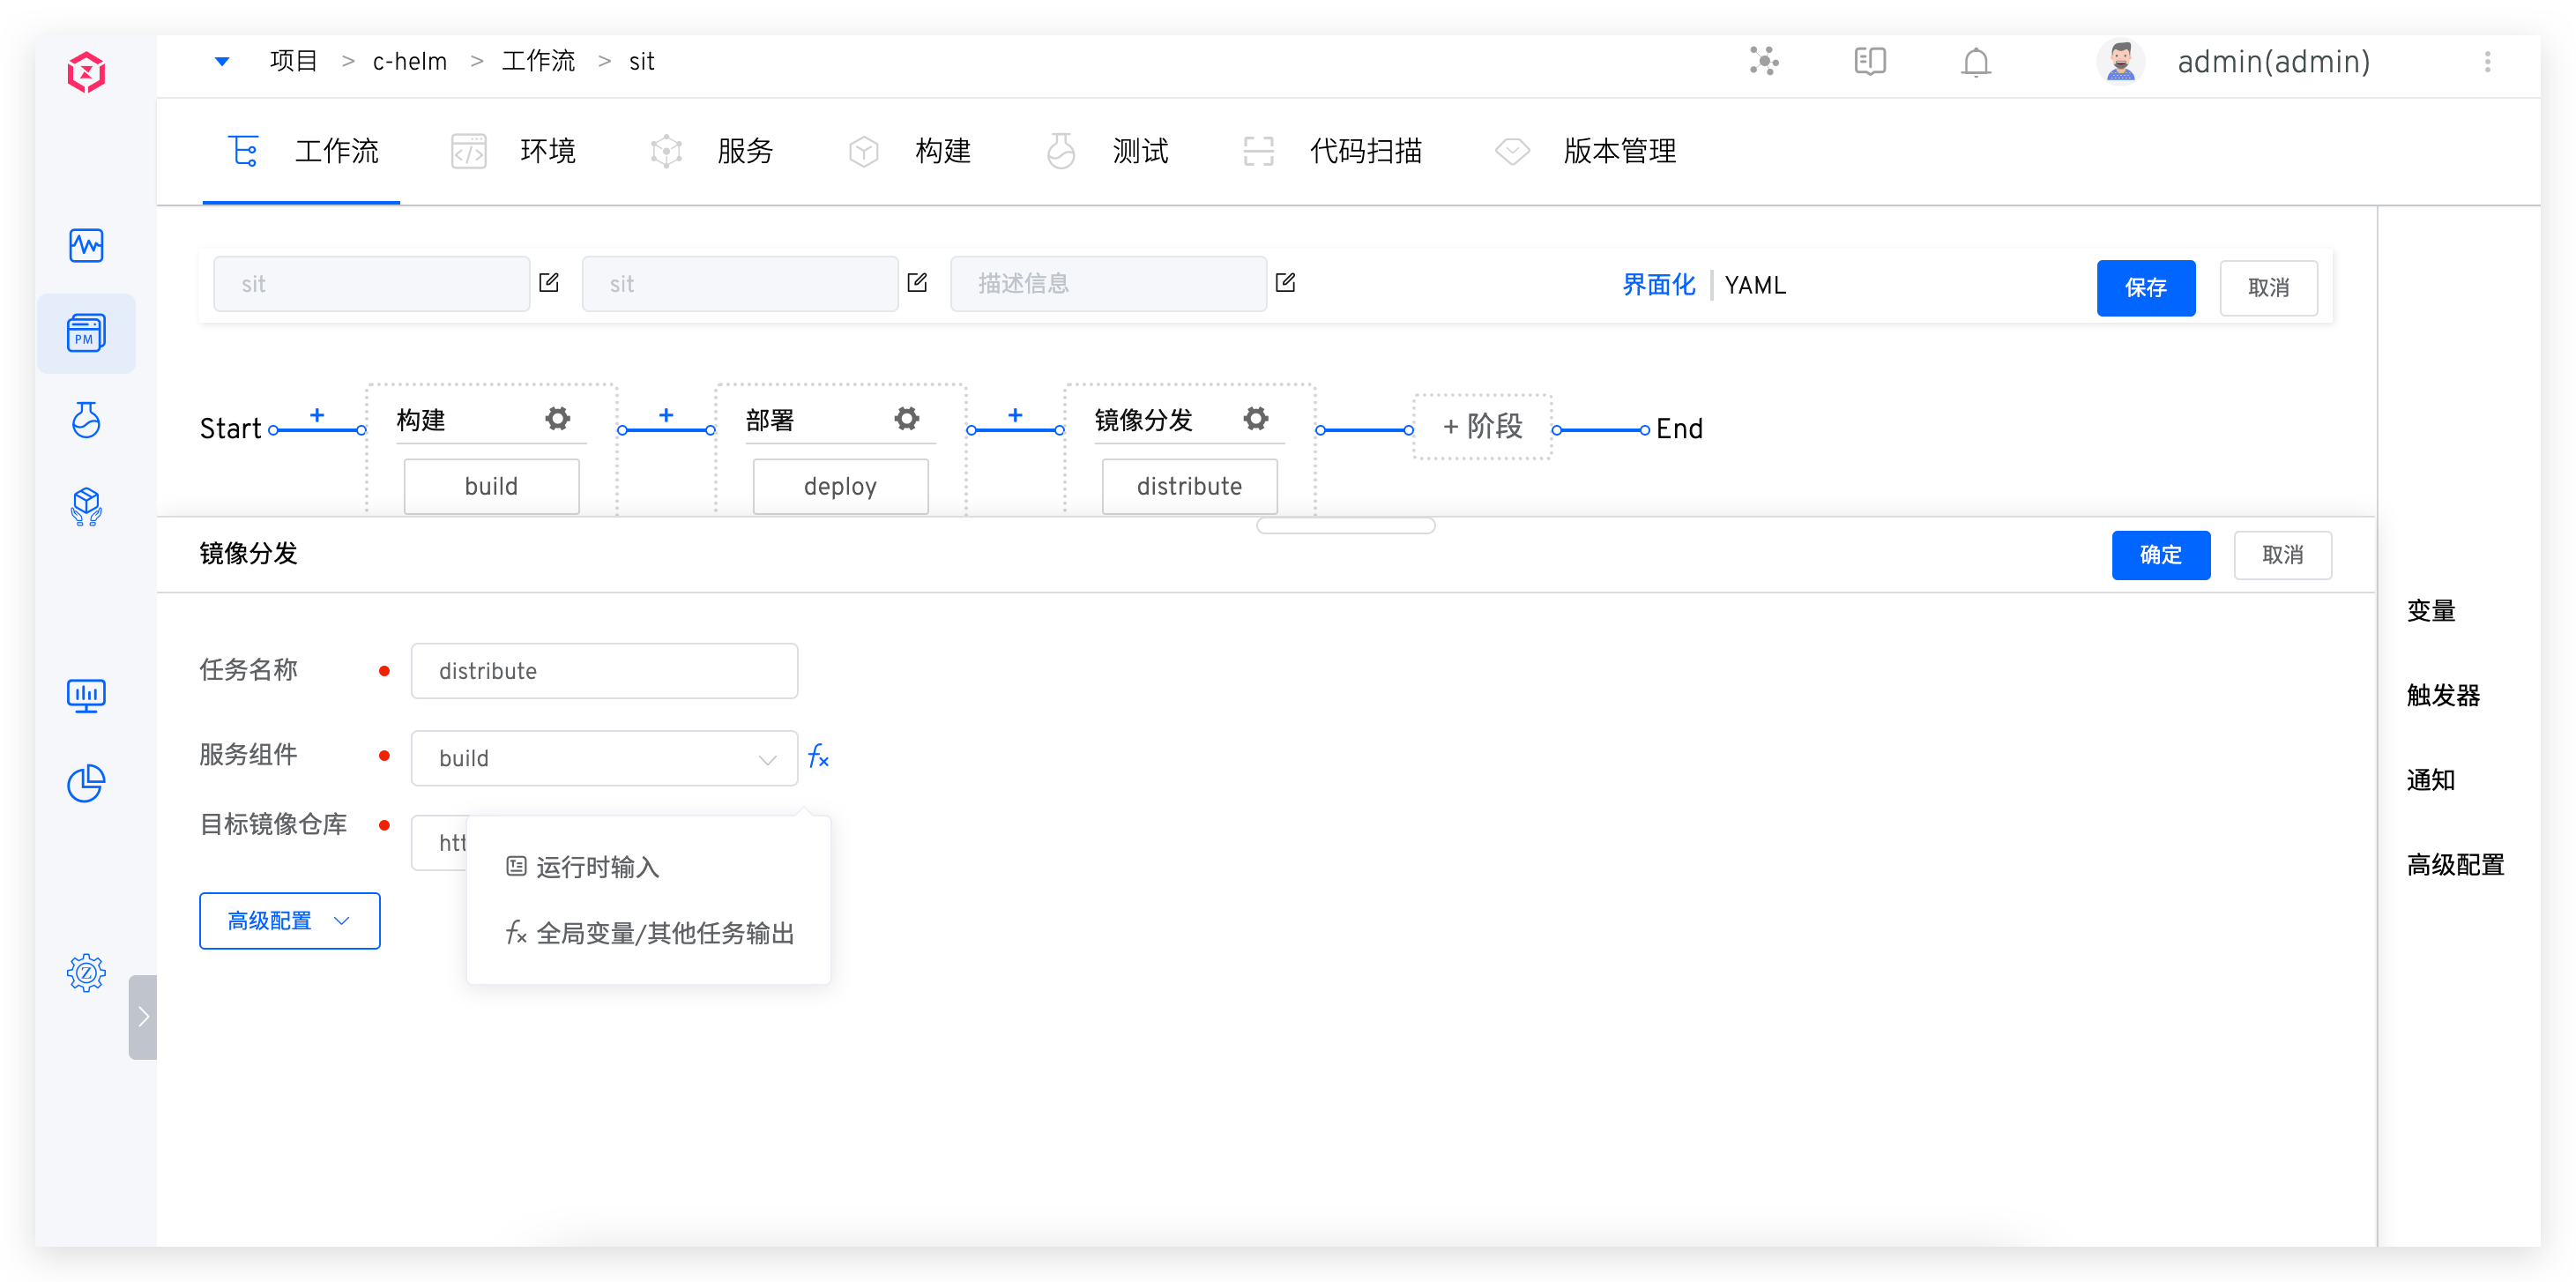 项目 > c-helm > 工作流 > sit
admin(admin)
工作流 环境 服务 构建 测试 代码扫描 版本管理
PM
sit sit 描述信息 界面化 YAML 保存 取消
Start + 构建 + 部署 + 镜像分发 + 阶段 End
build deploy distribute
镜像分发 确定 取消
任务名称 distribute
服务组件 build fx
目标镜像仓库 htt
运行时输入
fx 全局变量/其他任务输出
高级配置
变量
触发器
通知
高级配置